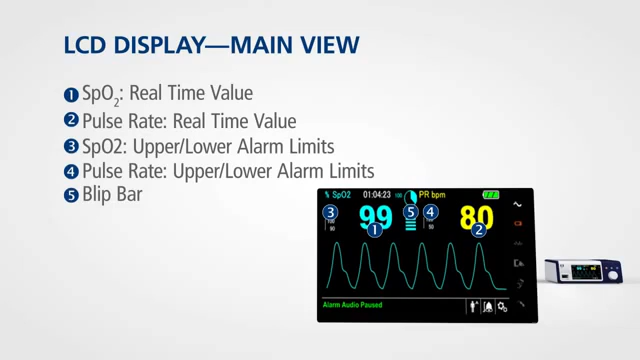 LCD DISPLAY—MAIN VIEW
1 SpO2: Real Time Value
2 Pulse Rate: Real Time Value
3 SpO2: Upper/Lower Alarm Limits
4 Pulse Rate: Upper/Lower Alarm Limits
5 Blip Bar
% SpO2 01:04:23 100 PR bpm
3 99 5 4 80
100
90 1 50 2
Alarm Audio Paused